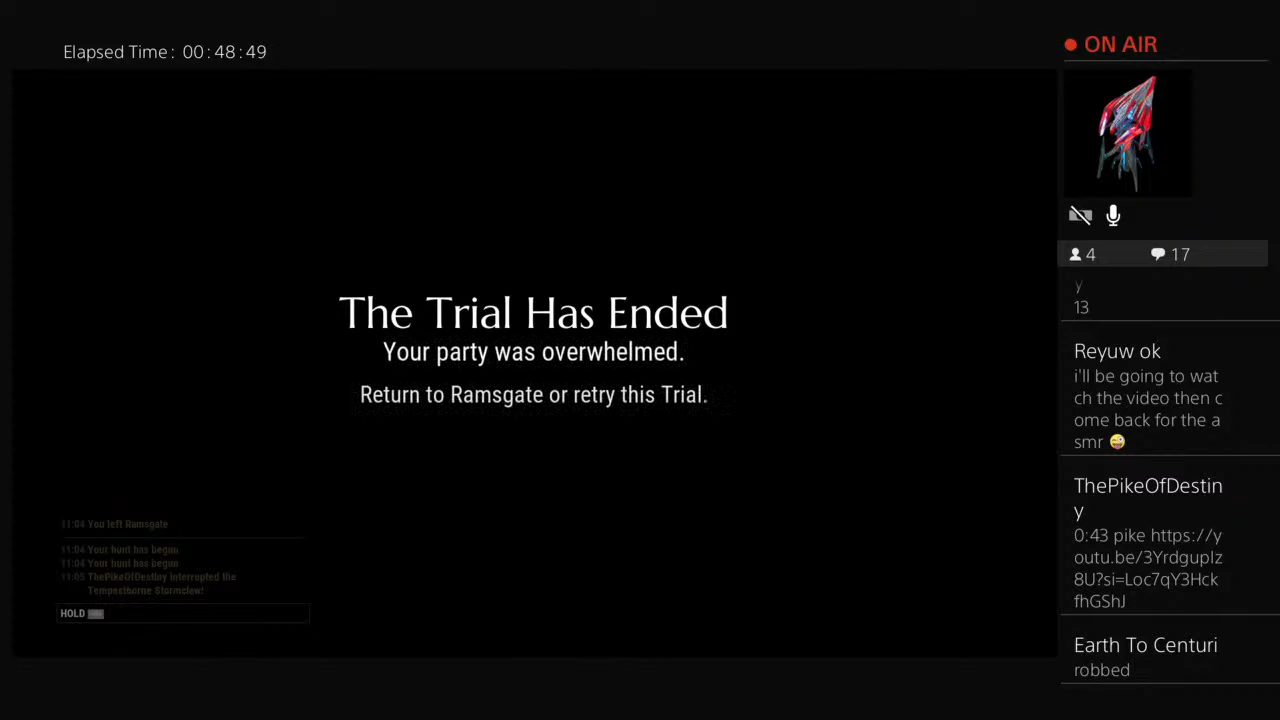 Elapsed Time: 00:48:49
ON AIR
4 17
y
13
Reyuw ok
i'll be going to wat
ch the video then c
ome back for the a
smr 😜
ThePikeOfDestin
y
0:43 pike https://y
outu.be/3YrdgupIz
8U?si=Loc7qY3Hck
fhGShJ
Earth To Centuri
robbed
The Trial Has Ended
Your party was overwhelmed.
Return to Ramsgate or retry this Trial.
11:04 You left Ramsgate
11:04 Your hunt has begun
11:04 Your hunt has begun
11:05 ThePikeOfDestiny interrupted the
Tempestborne Stormclaw!
HOLD